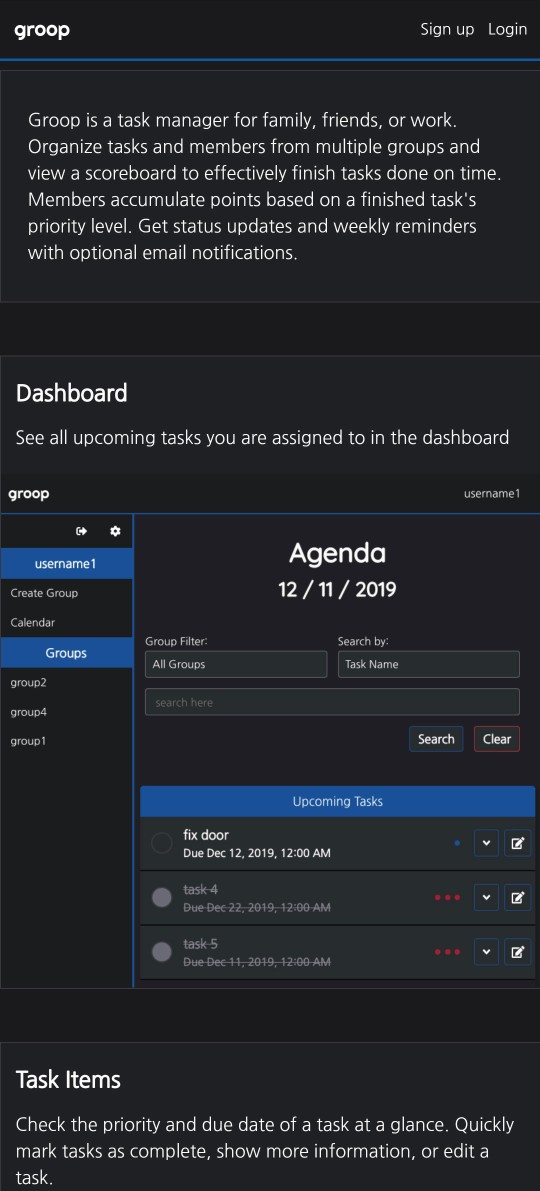 groop
Sign up Login
Groop is a task manager for family, friends, or work.
Organize tasks and members from multiple groups and
view a scoreboard to effectively finish tasks done on time.
Members accumulate points based on a finished task's
priority level. Get status updates and weekly reminders
with optional email notifications.
Dashboard
See all upcoming tasks you are assigned to in the dashboard
groop
username1
username1
Create Group
Calendar
Groups
group2
group4
group1
Agenda
12 / 11 / 2019
Group Filter:
Search by:
All Groups
Task Name
search here
Search
Clear
Upcoming Tasks
fix door
Due Dec 12, 2019, 12:00 AM
task 4
Due Dec 22, 2019, 12:00 AM
task 5
Due Dec 11, 2019, 12:00 AM
Task Items
Check the priority and due date of a task at a glance. Quickly
mark tasks as complete, show more information, or edit a
task.